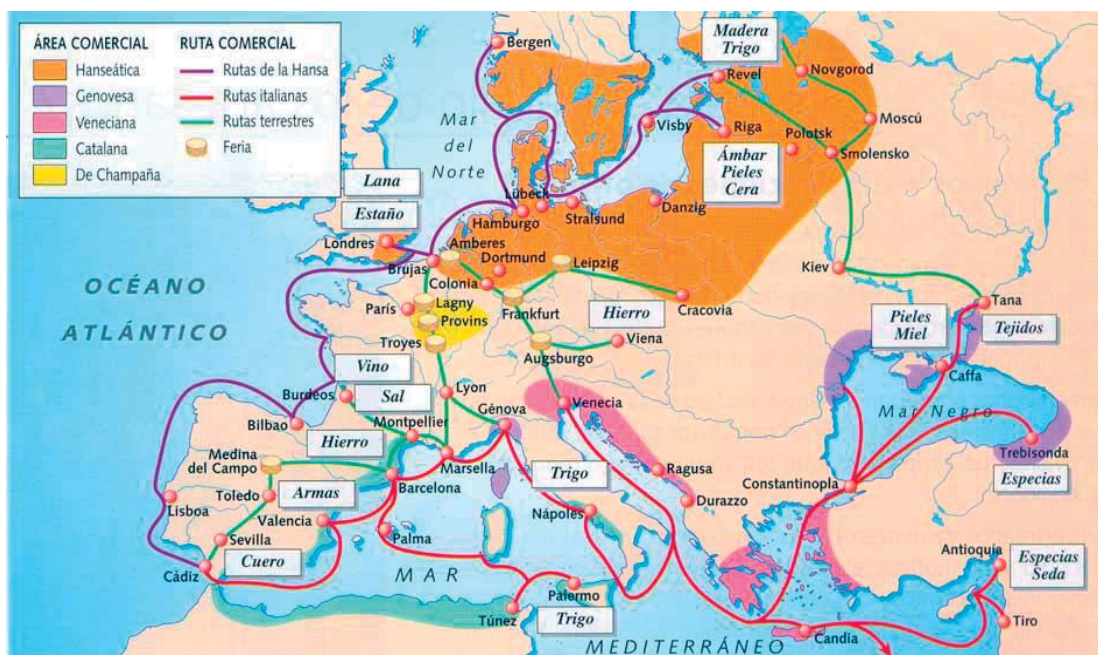 ÁREA COMERCIAL
Hanseática
Genovesa
Veneciana
Catalana
De Champaña
RUTA COMERCIAL
Rutas de la Hansa
Rutas italianas
Rutas terrestres
Feria
Bergen
Madera
Trigo
Revel
Novgorod
Mar
del
Norte
Visby
Riga
Polotsk
Moscú
Smolensko
Ámbar
Pieles
Cera
Lana
Estaño
Lübeck
Hamburgo
Stralsund
Danzig
Londres
Amberes
Brujas
Dortmund
Colonia
Leipzig
Kiev
OCÉANO
ATLÁNTICO
París
Lagny
Provins
Troyes
Frankfurt
Hierro
Viena
Augsburgo
Cracovia
Pieles
Miel
Tana
Tejidos
Caffa
Vino
Burdeos
Sal
Lyon
Génova
Venecia
Mar Negro
Bilbao
Hierro
Montpellier
Medina
del Campo
Marsella
Barcelona
Trigo
Ragusa
Durazzo
Constantinopla
Trebisonda
Especias
Toledo
Armas
Lisboa
Valencia
Sevilla
Palma
Nápoles
Cádiz
Cuero
MAR
Palermo
Túnez
Trigo
Antioquía
Especias
Seda
Tiro
Candia
MEDITERRÁNEO